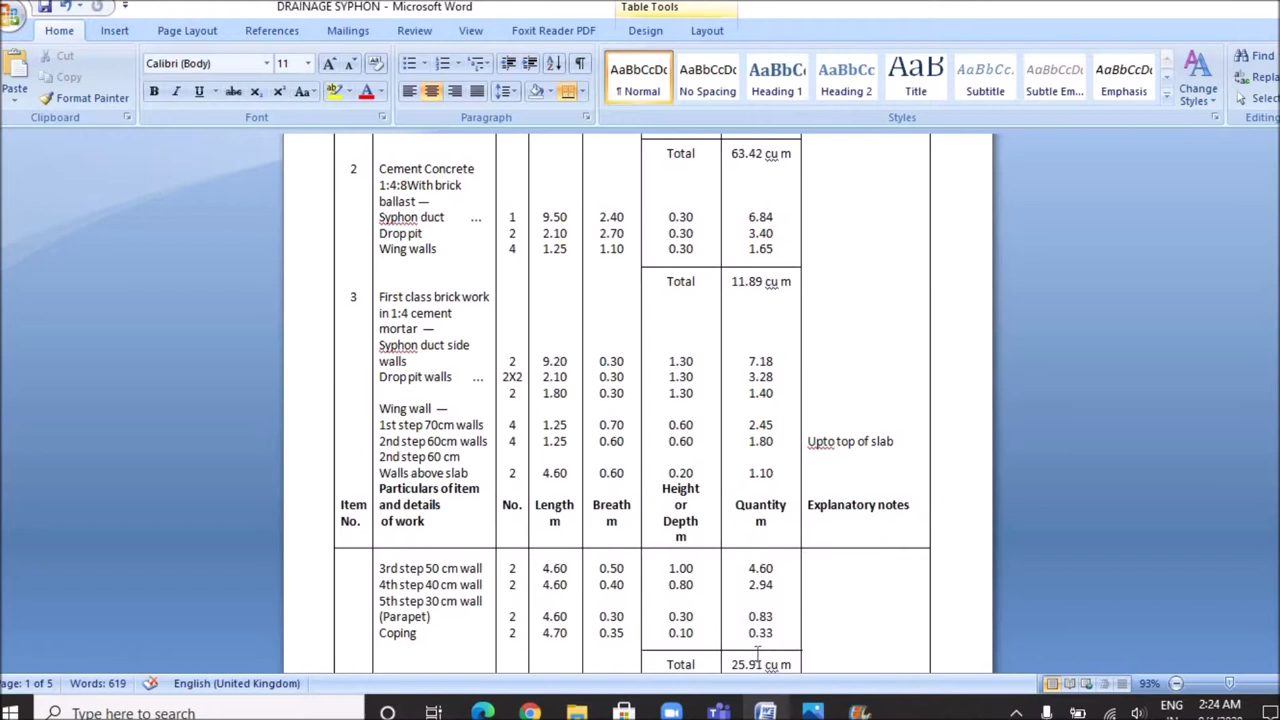 DRAINAGE SYPHON - Microsoft Word
Table Tools
Home Insert Page Layout References Mailings Review View Foxit Reader PDF Design Layout
Cut
Copy
Paste
Format Painter
Calibri (Body) 11
AaBbCcDc AaBbCcDc AaBbC AaBbCc AaB AaBbCc. AaBbCcDc AaBbCcDc
¶ Normal No Spacing Heading 1 Heading 2 Title Subtitle Subtle Em... Emphasis
Change
Styles
Find
Clipboard Font Paragraph Styles
Total 63.42 cu m
2 Cement Concrete
1:4:8With brick
ballast —
Syphon duct ... 1 9.50 2.40 0.30 6.84
Drop pit 2 2.10 2.70 0.30 3.40
Wing walls 4 1.25 1.10 0.30 1.65
Total 11.89 cu m
3 First class brick work
in 1:4 cement
mortar —
Syphon duct side
walls 2 9.20 0.30 1.30 7.18
Drop pit walls ... 2X2 2.10 0.30 1.30 3.28
2 1.80 0.30 1.30 1.40
Wing wall —
1st step 70cm walls 4 1.25 0.70 0.60 2.45
2nd step 60cm walls 4 1.25 0.60 0.60 1.80 Upto top of slab
2nd step 60 cm
Walls above slab 2 4.60 0.60 0.20 1.10
Item No. Particulars of item and details of work No. Length m Breath m Height or Depth m Quantity m Explanatory notes
3rd step 50 cm wall 2 4.60 0.50 1.00 4.60
4th step 40 cm wall 2 4.60 0.40 0.80 2.94
5th step 30 cm wall
(Parapet) 2 4.60 0.30 0.30 0.83
Coping 2 4.70 0.35 0.10 0.33
Total 25.91 cu m
Page: 1 of 5 Words: 619 English (United Kingdom) 93%
Type here to search
ENG
2:24 AM